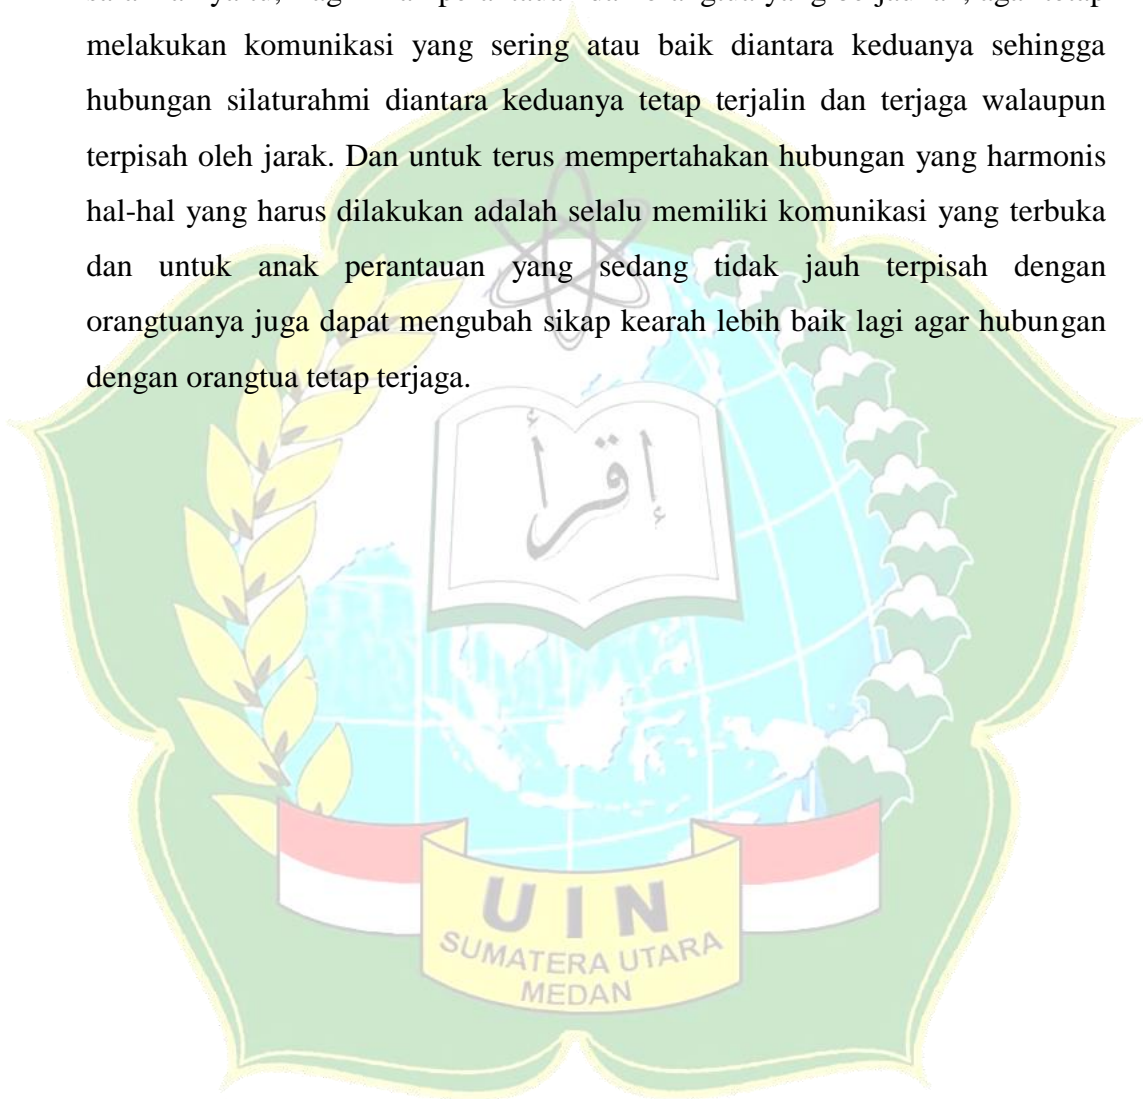 melakukan komunikasi yang sering atau baik diantara keduanya sehingga
hubungan silaturahmi diantara keduanya tetap terjalin dan terjaga walaupun
terpisah oleh jarak. Dan untuk terus mempertahakan hubungan yang harmonis
hal-hal yang harus dilakukan adalah selalu memiliki komunikasi yang terbuka
dan untuk anak perantauan yang sedang tidak jauh terpisah dengan
orangtuanya juga dapat mengubah sikap kearah lebih baik lagi agar hubungan
dengan orangtua tetap terjaga.
إقرأ
UIN
SUMATERA UTARA
MEDAN